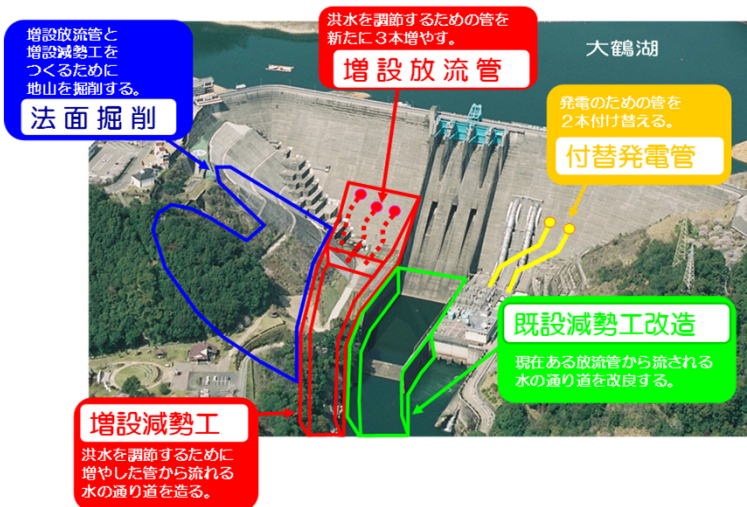 増設放流管と
増設減勢工を
つくるために
地山を掘削する。
法面掘削
洪水を調節するための管を
新たに３本増やす。
増設放流管
大鶴湖
発電のための管を
２本付け替える。
付替発電管
既設減勢工改造
現在ある放流管から流される
水の通り道を改良する。
増設減勢工
洪水を調節するために
増やした管から流れる
水の通り道を造る。